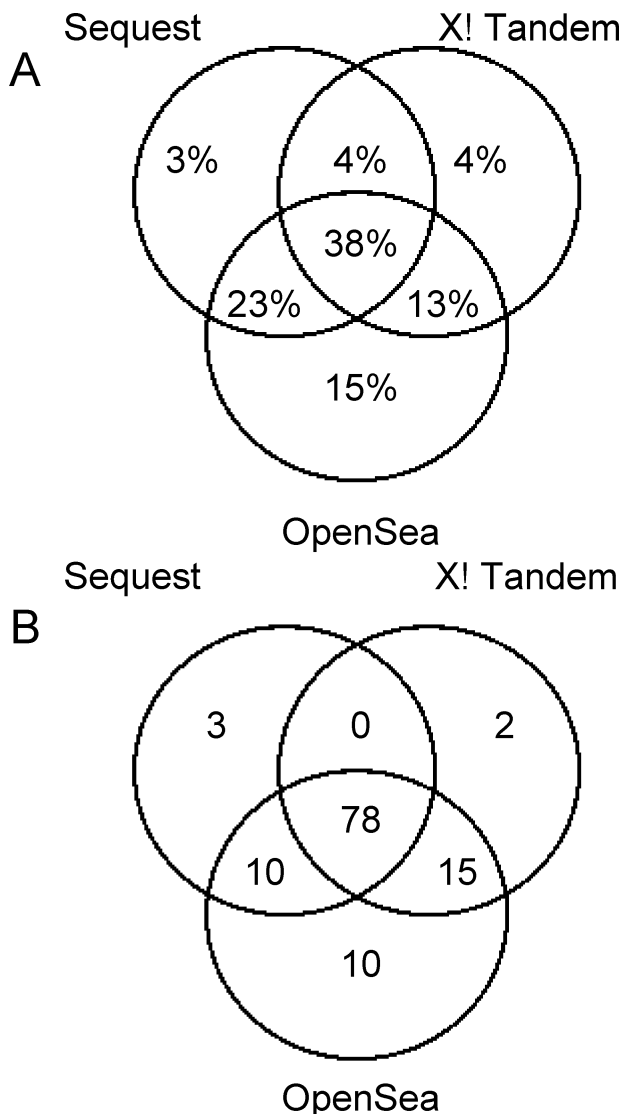 Sequest X! Tandem
A
3% 4% 4%
38%
23% 13%
15%
OpenSea
Sequest X! Tandem
B
3 0 2
78
10 15
10
OpenSea